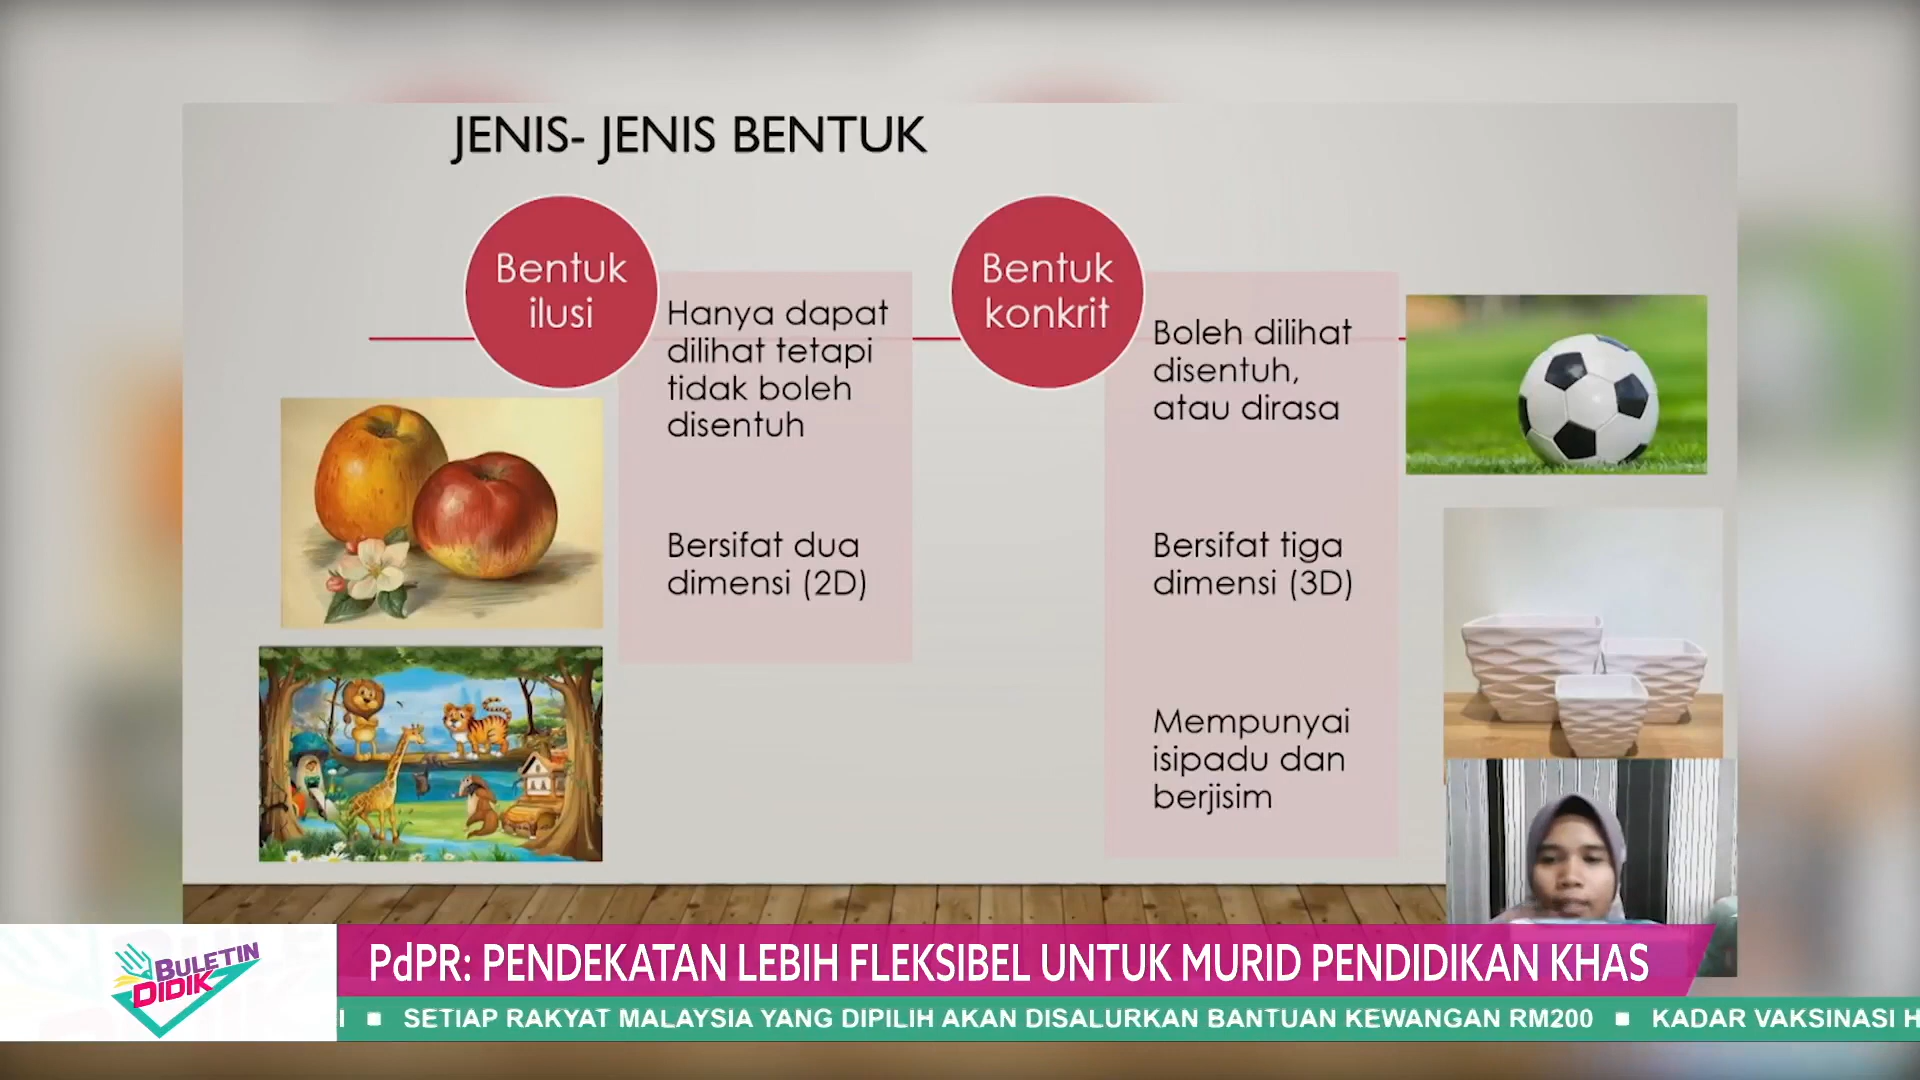 JENIS- JENIS BENTUK
Bentuk
ilusi
Hanya dapat
dilihat tetapi
tidak boleh
disentuh
Bersifat dua
dimensi (2D)
Bentuk
konkrit
Boleh dilihat
disentuh,
atau dirasa
Bersifat tiga
dimensi (3D)
Mempunyai
isipadu dan
berjisim
BULETIN
DIDIK
PdPR: PENDEKATAN LEBIH FLEKSIBEL UNTUK MURID PENDIDIKAN KHAS
SETIAP RAKYAT MALAYSIA YANG DIPILIH AKAN DISALURKAN BANTUAN KEWANGAN RM200 ▪ KADAR VAKSINASI